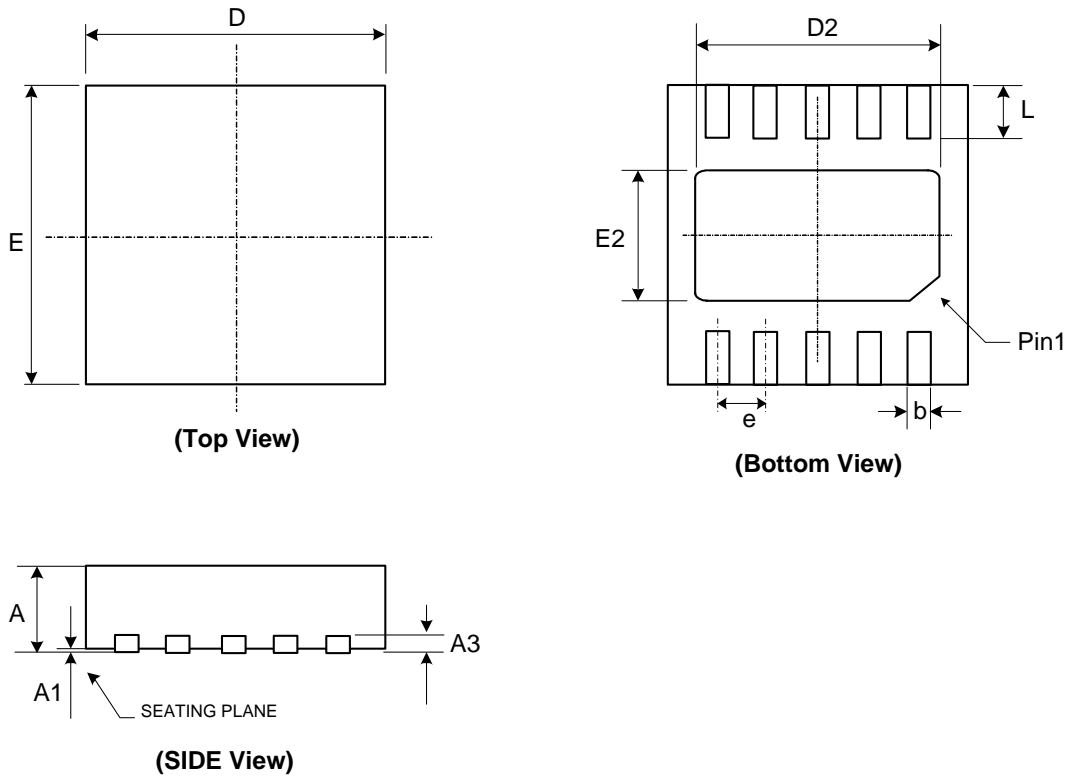 D
E
(Top View)
D2
L
E2
Pin1
e
b
(Bottom View)
A
A3
A1
SEATING PLANE
(SIDE View)